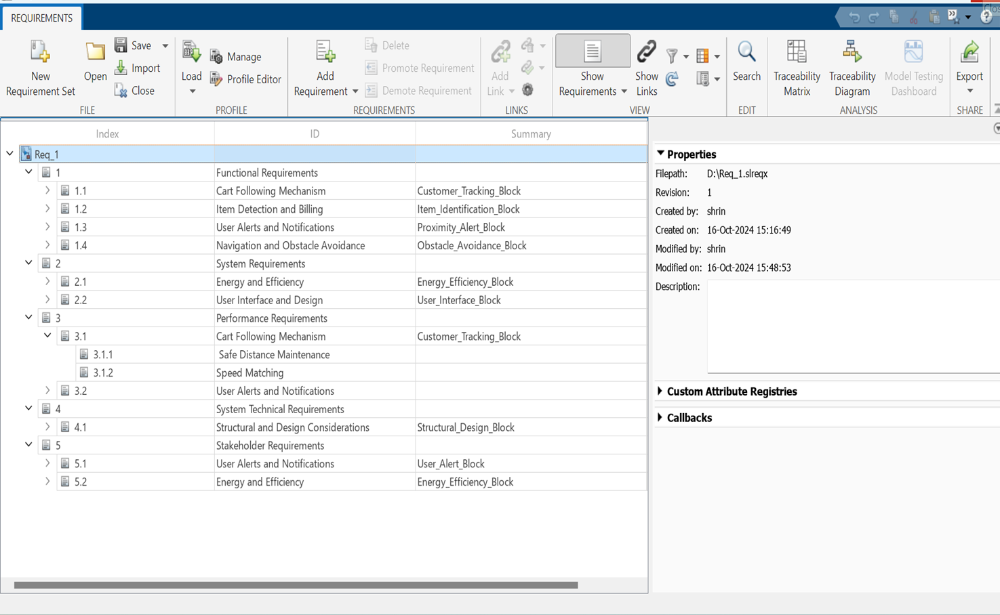 REQUIREMENTS
New Requirement Set
Open
Save
Import
Close
FILE
Load
Manage
Profile Editor
PROFILE
Add Requirement
Delete
Promote Requirement
Demote Requirement
REQUIREMENTS
Add Link
LINKS
Show Requirements
Show Links
VIEW
Search
EDIT
Traceability Matrix
Traceability Diagram
Model Testing Dashboard
ANALYSIS
Export
SHARE
Index ID Summary
Req_1
1 Functional Requirements
1.1 Cart Following Mechanism Customer_Tracking_Block
1.2 Item Detection and Billing Item_Identification_Block
1.3 User Alerts and Notifications Proximity_Alert_Block
1.4 Navigation and Obstacle Avoidance Obstacle_Avoidance_Block
2 System Requirements
2.1 Energy and Efficiency Energy_Efficiency_Block
2.2 User Interface and Design User_Interface_Block
3 Performance Requirements
3.1 Cart Following Mechanism Customer_Tracking_Block
3.1.1 Safe Distance Maintenance
3.1.2 Speed Matching
3.2 User Alerts and Notifications
4 System Technical Requirements
4.1 Structural and Design Considerations Structural_Design_Block
5 Stakeholder Requirements
5.1 User Alerts and Notifications User_Alert_Block
5.2 Energy and Efficiency Energy_Efficiency_Block
Properties
Filepath: D:\Req_1.slreqx
Revision: 1
Created by: shrin
Created on: 16-Oct-2024 15:16:49
Modified by: shrin
Modified on: 16-Oct-2024 15:48:53
Description:
Custom Attribute Registries
Callbacks